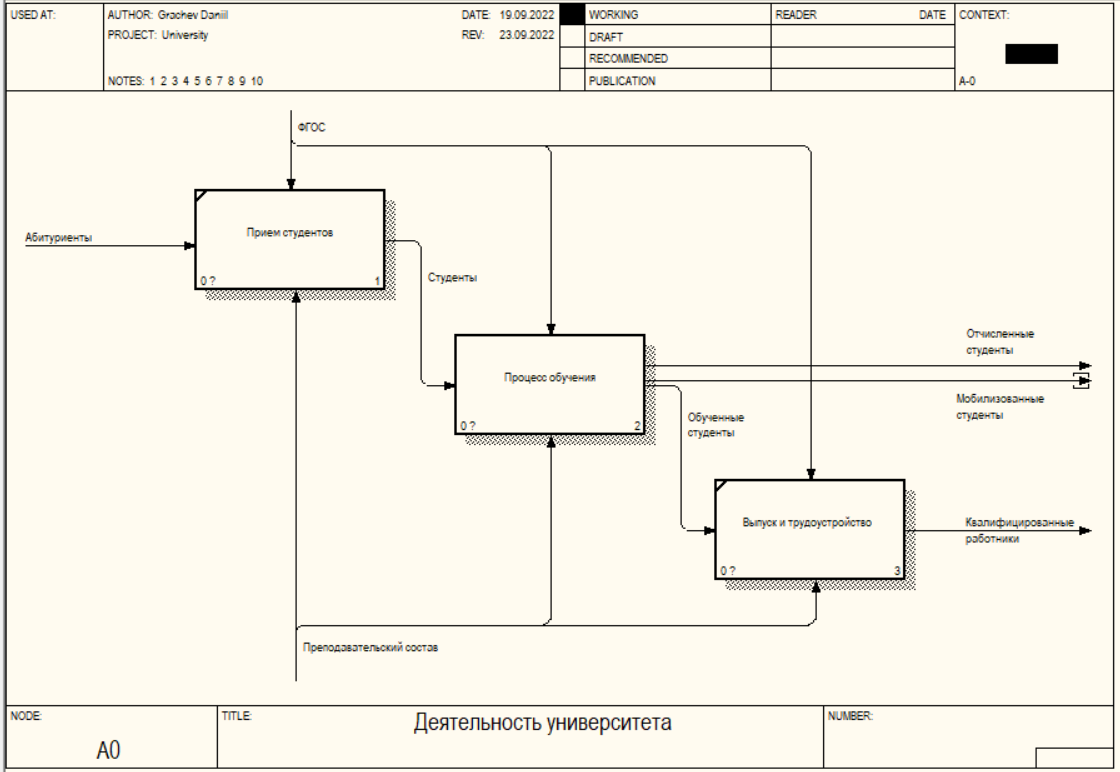 USED AT:
AUTHOR: Grachev Daniil
DATE: 19.09.2022
PROJECT: University
REV: 23.09.2022
NOTES: 1 2 3 4 5 6 7 8 9 10
WORKING
DRAFT
RECOMMENDED
PUBLICATION
READER
DATE
CONTEXT:
A-0
ФГОС
Абитуриенты
Прием студентов
0 ?
1
Студенты
Процесс обучения
0 ?
2
Отчисленные
студенты
Мобилизованные
студенты
Обученные
студенты
Выпуск и трудоустройство
0 ?
3
Квалифицированные
работники
Преподавательский состав
NODE:
A0
TITLE:
Деятельность университета
NUMBER: